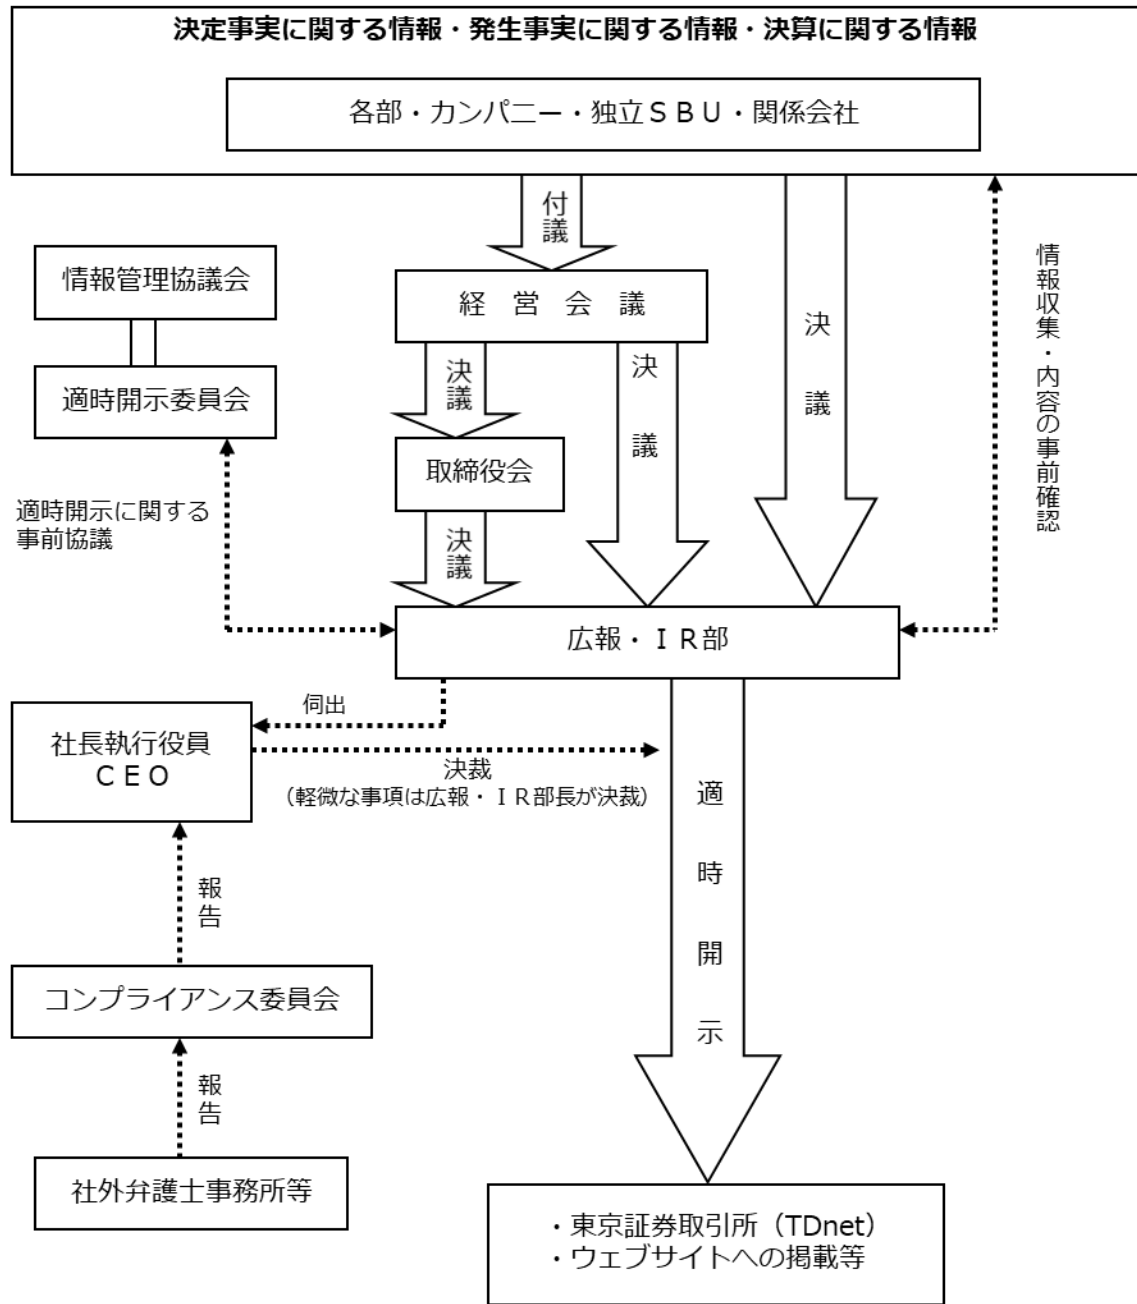 決定事実に関する情報・発生事実に関する情報・決算に関する情報
各部・カンパニー・独立ＳＢＵ・関係会社
付議
情報管理協議会
経　営　会　議
決議
情報収集・内容の事前確認
適時開示委員会
決議
決議
取締役会
適時開示に関する
事前協議
決議
広報・ＩＲ部
伺出
社長執行役員
ＣＥＯ
決裁
（軽微な事項は広報・ＩＲ部長が決裁）
適時開示
報告
コンプライアンス委員会
報告
社外弁護士事務所等
・東京証券取引所（TDnet）
・ウェブサイトへの掲載等